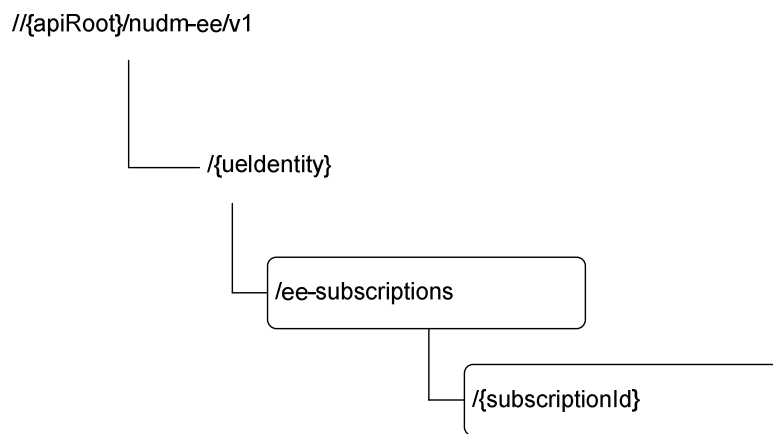 //{apiRoot}/nudm-ee/v1
/{ueIdentity}
/ee-subscriptions
/{subscriptionId}